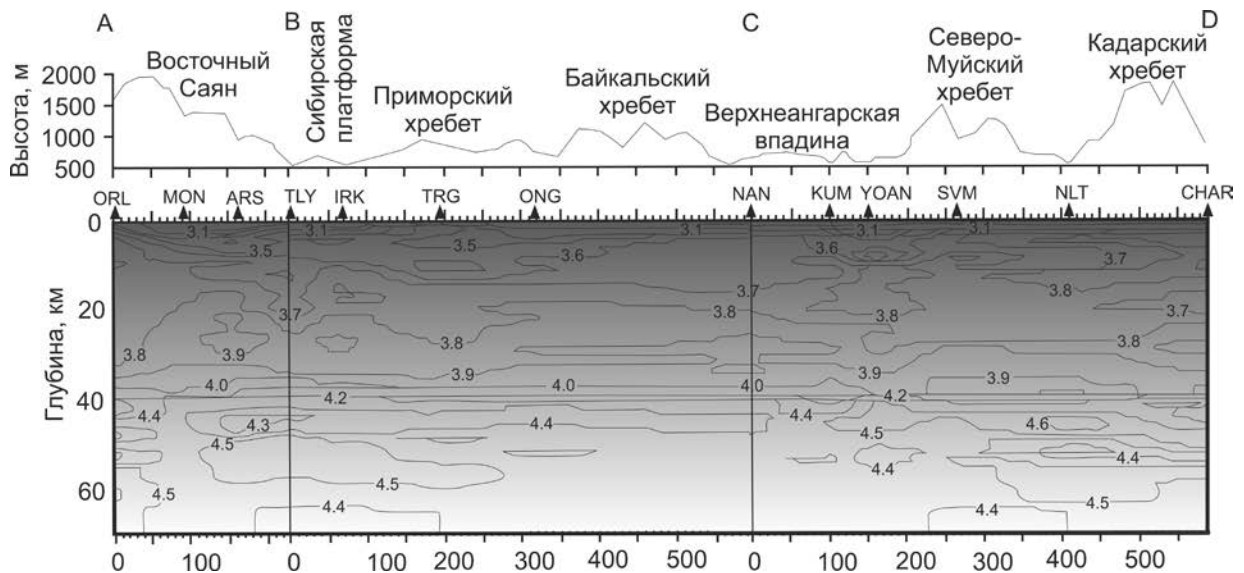 A B C D
Высота, м
2000
1500
1000
500
Восточный
Саян
Сибирская
платформа
Приморский
хребет
Байкальский
хребет
Верхнеангарская
впадина
Северо-
Муйский
хребет
Кадарский
хребет
ORL MON ARS TLY IRK TRG ONG NAN KUM YOAN SVM NLT CHAR
Глубина, км
0
20
40
60
3.1 3.1 3.1 3.1 3.1
3.5 3.5 3.6 3.6 3.7
3.7 3.7 3.8 3.8 3.8 3.7
3.8 3.9 3.8 3.8
3.9 3.9 3.9
4.0 4.0 4.0 4.0
4.2 4.2
4.4 4.3 4.4 4.4 4.5 4.6
4.5 4.4 4.4
4.5 4.5 4.5
4.4 4.4
0 100 0 100 200 300 400 500 0 100 200 300 400 500